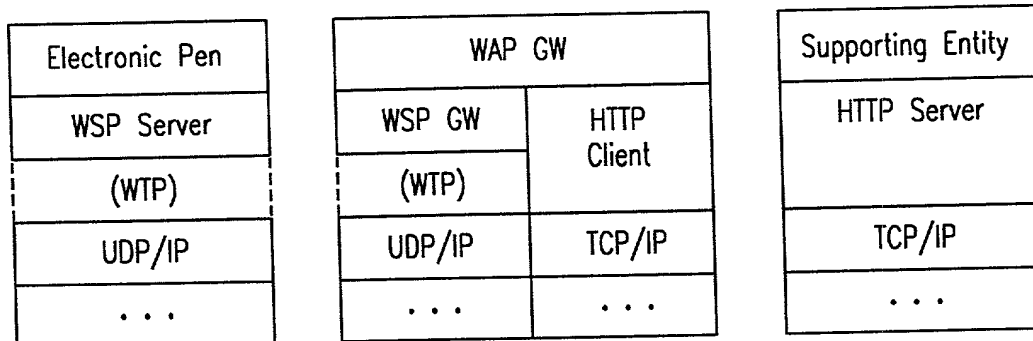 Electronic Pen
WSP Server
(WTP)
UDP/IP
. . .
WAP GW
WSP GW
(WTP)
UDP/IP
. . .
HTTP
Client
TCP/IP
. . .
Supporting Entity
HTTP Server
TCP/IP
. . .